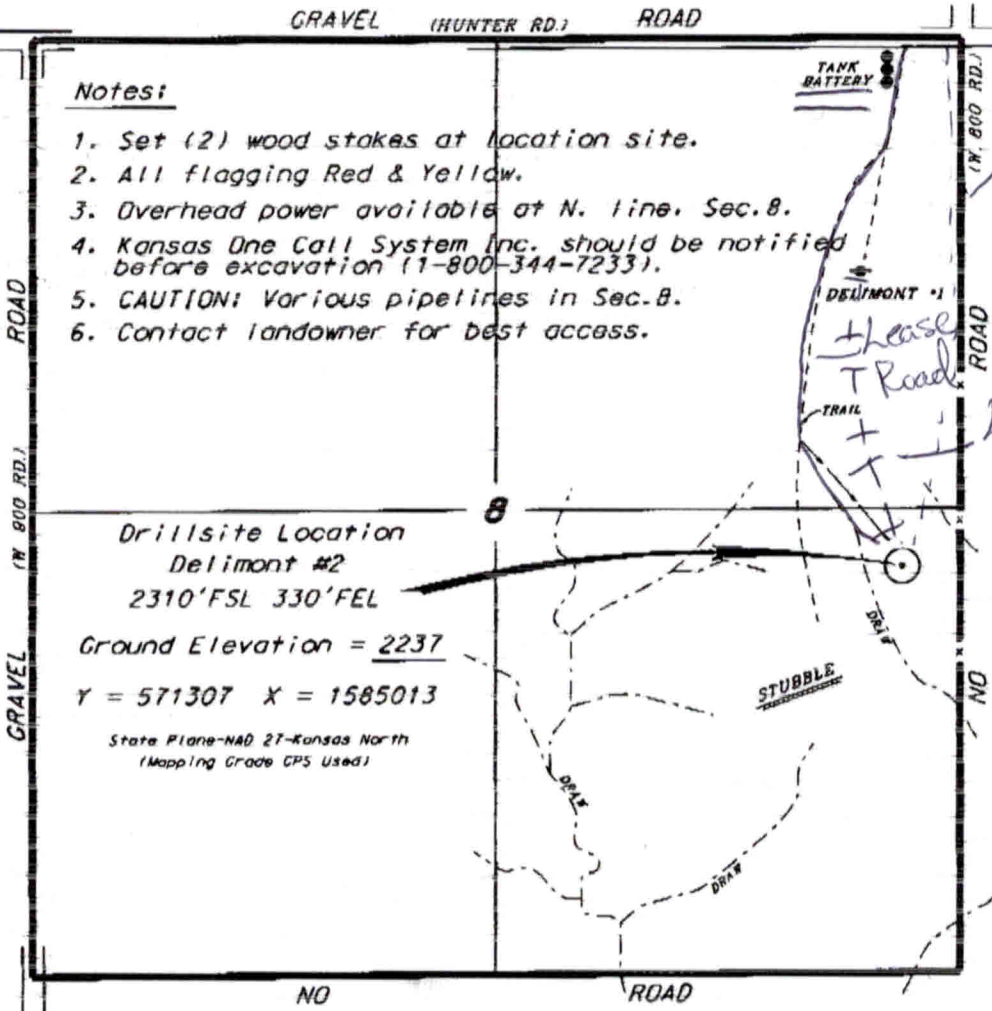 GRAVEL (HUNTER RD.) ROAD
TANK
BATTERY
(W. 800 RD.)
Notes:
1. Set (2) wood stakes at location site.
2. All flagging Red & Yellow.
3. Overhead power available at N. line, Sec.8.
4. Kansas One Call System Inc. should be notified
before excavation (1-800-344-7233).
5. CAUTION: Various pipelines in Sec.8.
6. Contact landowner for best access.
DELIMONT #1
Lease
Road
TRAIL
ROAD
NO
GRAVEL (W 800 RD.) ROAD
8
Drillsite Location
Delimont #2
2310'FSL 330'FEL
Ground Elevation = 2237
Y = 571307 X = 1585013
State Plane-NAD 27-Kansas North
(Mapping Grade GPS Used)
DRAW
STUBBLE
DRAW
DRAW
NO ROAD